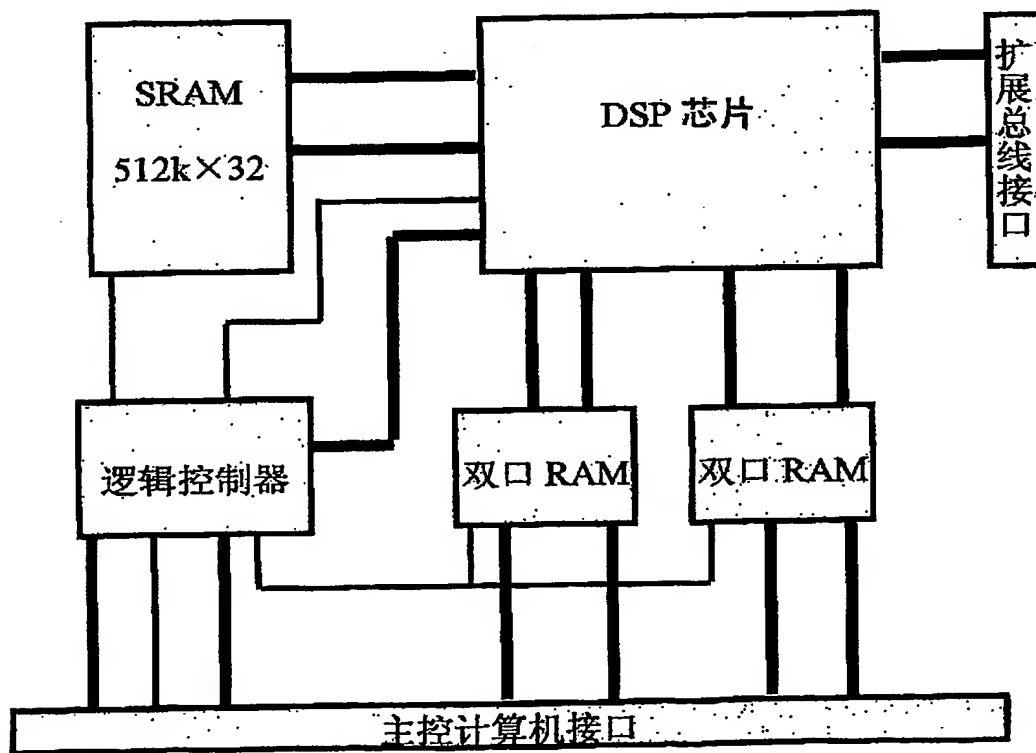 SRAM
512k×32
DSP 芯片
扩展总线接口
逻辑控制器
双口 RAM
双口 RAM
主控计算机接口